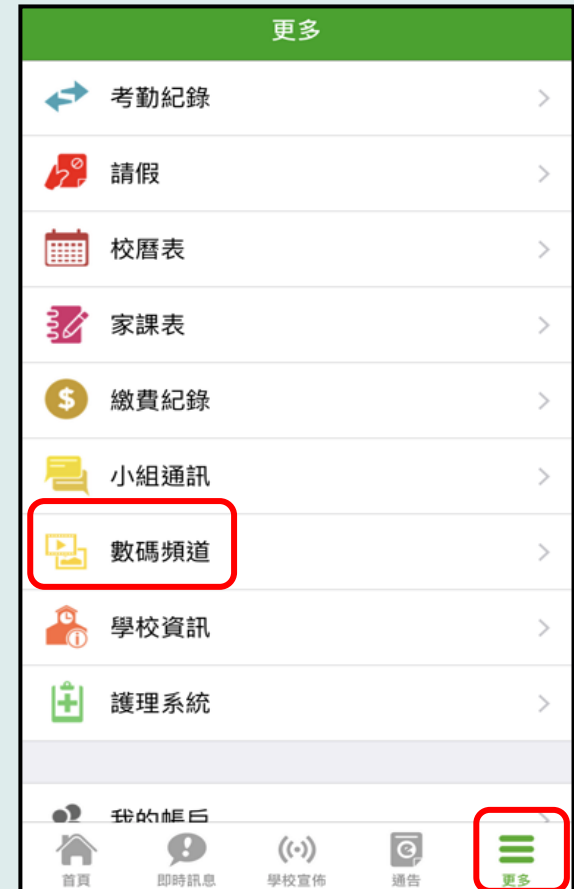 更多
考勤紀錄
請假
校曆表
家課表
繳費紀錄
小組通訊
數碼頻道
學校資訊
護理系統
我的帳戶
首頁 即時訊息 學校宣佈 通告 更多